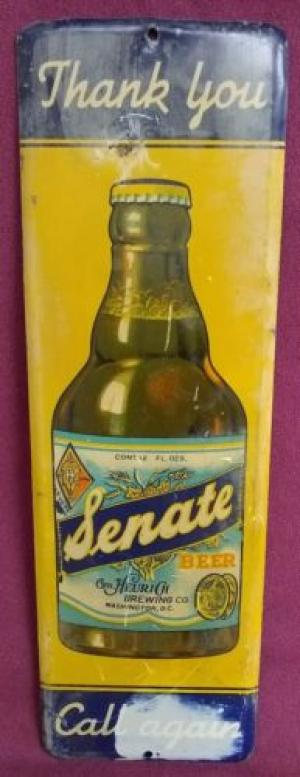 Thank you
CONT. 12 FL. OZS.
Senate
BEER
Chr. HEURICH
BREWING CO.
WASHINGTON, D.C.
Call again